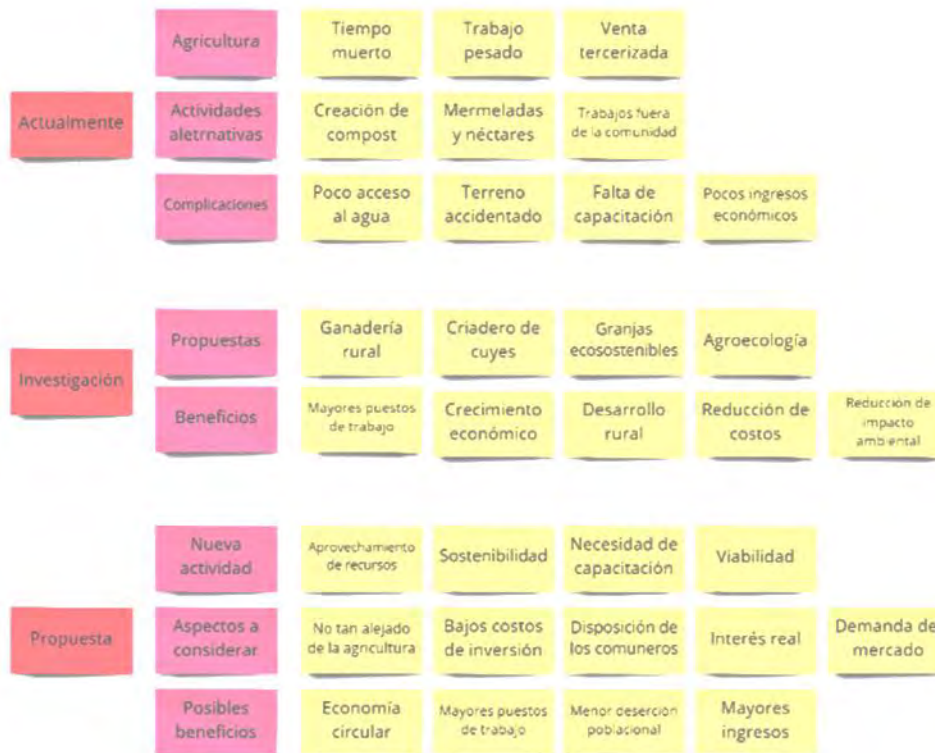 Agricultura
Tiempo
muerto
Trabajo
pesado
Venta
tercerizada
Actualmente
Actividades
aletrnativas
Creación de
compost
Mermeladas
y néctares
Trabajos fuera
de la comunidad
Complicaciones
Poco acceso
al agua
Terreno
accidentado
Falta de
capacitación
Pocos ingresos
económicos
Investigación
Propuestas
Ganadería
rural
Criadero de
cuyes
Granjas
ecosostenibles
Agroecología
Beneficios
Mayores puestos
de trabajo
Crecimiento
económico
Desarrollo
rural
Reducción de
costos
Reducción de
impacto
ambiental
Nueva
actividad
Aprovechamiento
de recursos
Sostenibilidad
Necesidad de
capacitación
Viabilidad
Propuesta
Aspectos a
considerar
No tan alejado
de la agricultura
Bajos costos
de inversión
Disposición de
los comuneros
Interés real
Demanda de
mercado
Posibles
beneficios
Economía
circular
Mayores puestos
de trabajo
Menor deserción
poblacional
Mayores
ingresos